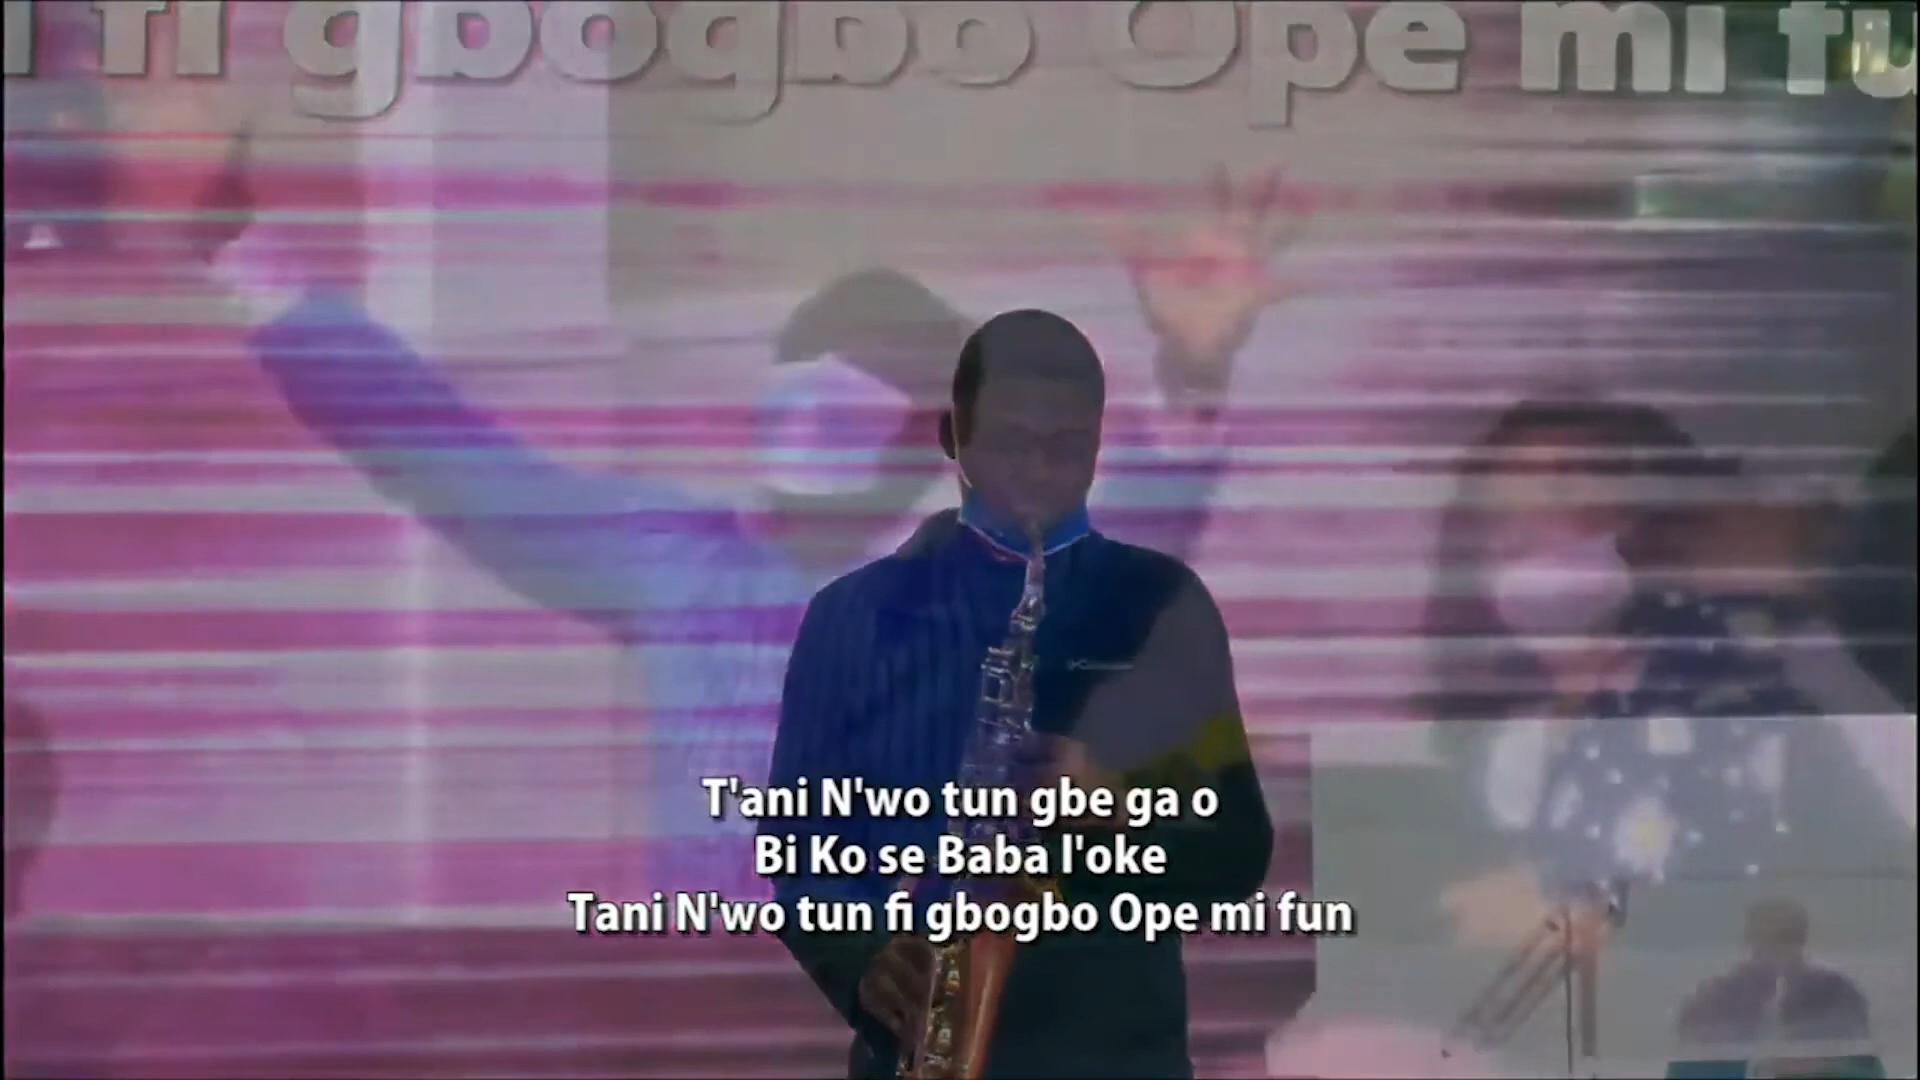 fi gbogbo Ope mi fu
T'ani N'wo tun gbe ga o
Bi Ko se Baba l'oke
Tani N'wo tun fi gbogbo Ope mi fun